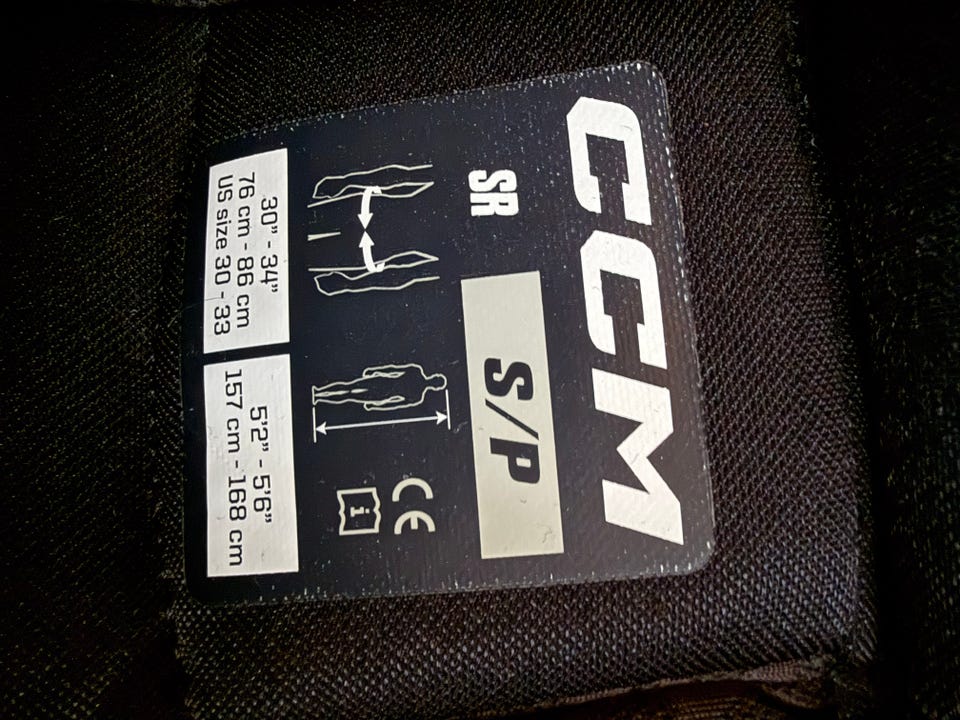 CCM
SR
S/P
CE
i
30” - 34”
76 cm - 86 cm
US size 30 - 33
5’2” - 5’6”
157 cm - 168 cm